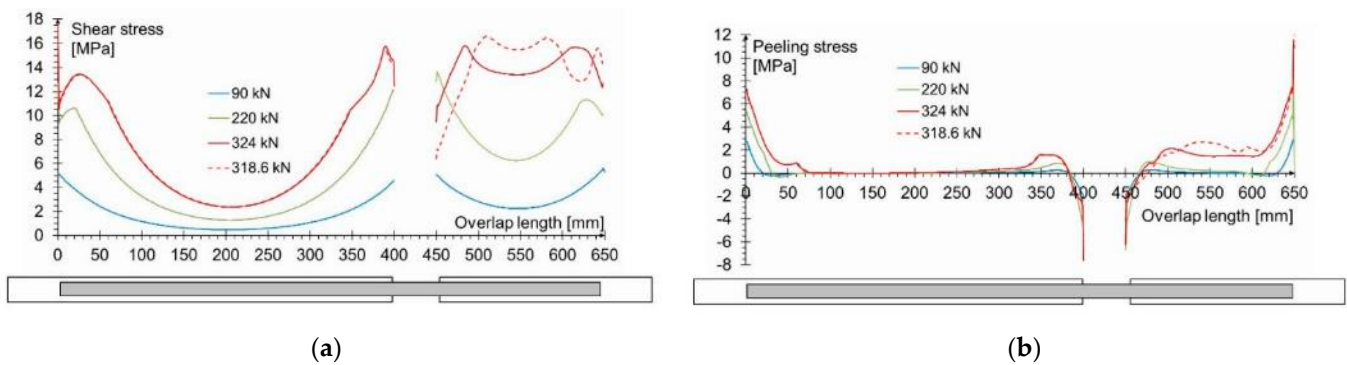 Shear stress
[MPa]
18
16
14
12
10
8
6
4
2
0
90 kN
220 kN
324 kN
318.6 kN
Overlap length [mm]
0 50 100 150 200 250 300 350 400 450 500 550 600 650
(a)
Peeling stress
[MPa]
12
10
8
6
4
2
0
-2
-4
-6
-8
90 kN
220 kN
324 kN
318.6 kN
0 50 100 150 200 250 300 350 400 450 500 550 600 650
Overlap length [mm]
(b)